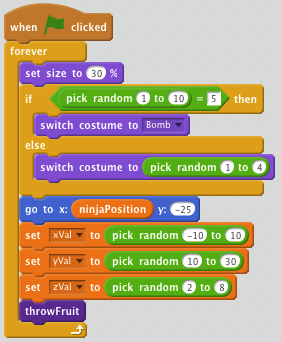 when clicked
forever
set size to 30 %
if pick random 1 to 10 = 5 then
switch costume to Bomb
else
switch costume to pick random 1 to 4
go to x: ninjaPosition y: -25
set xVal to pick random -10 to 10
set yVal to pick random 10 to 30
set zVal to pick random 2 to 8
throwFruit